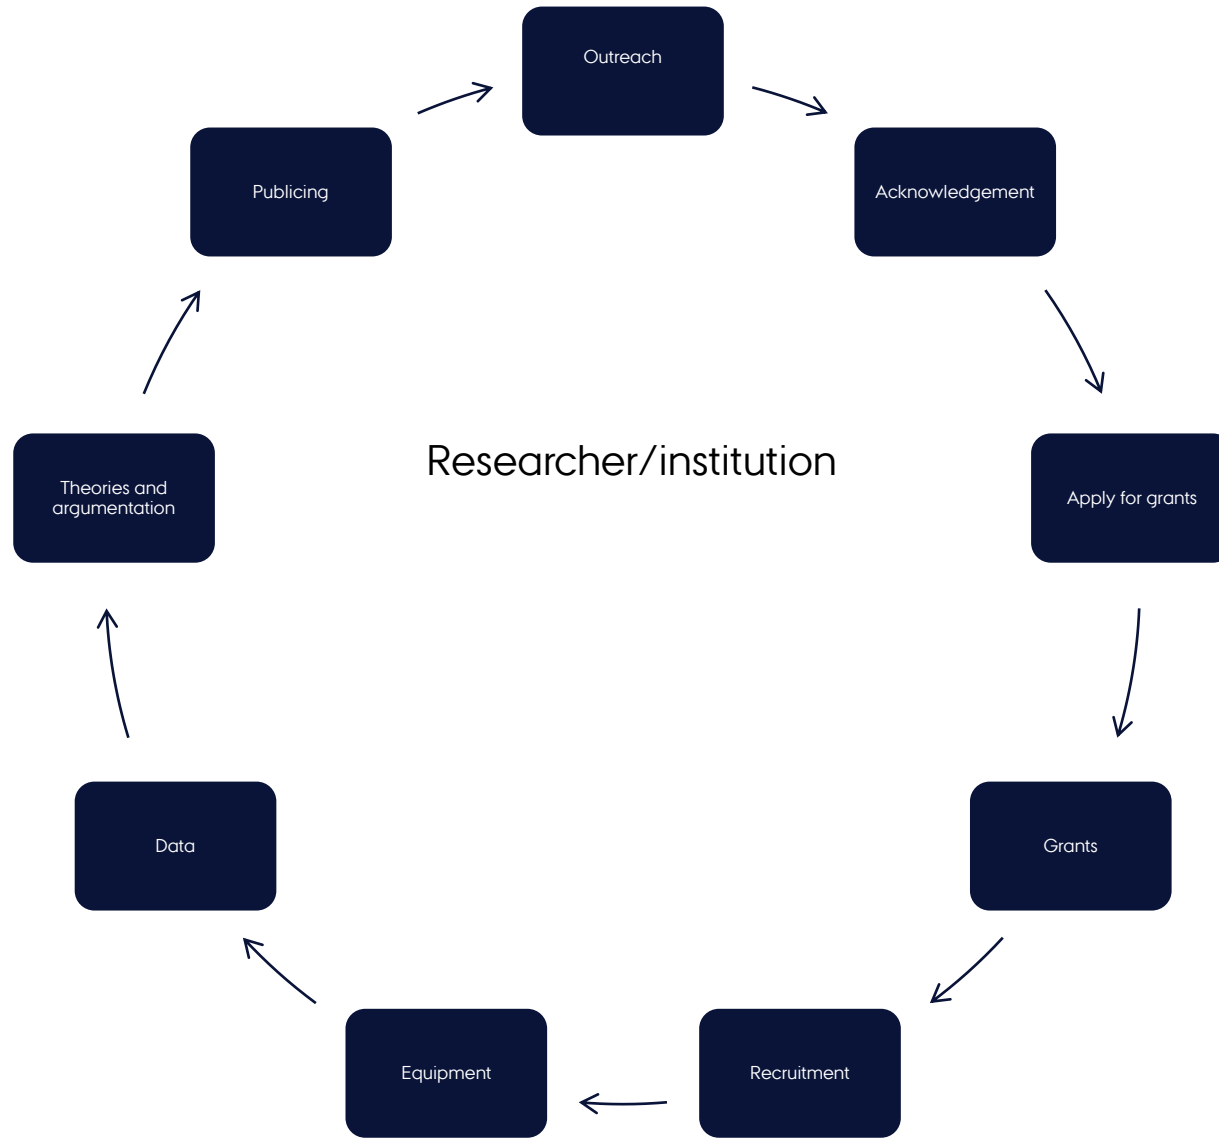 Outreach
Publicing
Acknowledgement
Researcher/institution
Theories and
argumentation
Apply for grants
Data
Grants
Equipment
Recruitment